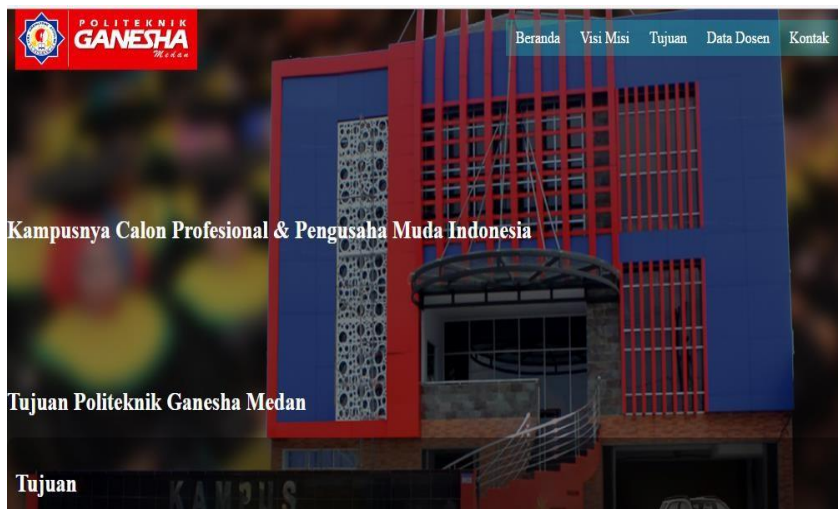 POLITEKNIK
GANESHA
Medan
Beranda Visi Misi Tujuan Data Dosen Kontak
Kampusnya Calon Profesional & Pengusaha Muda Indonesia
Tujuan Politeknik Ganesha Medan
Tujuan
KAMPUS